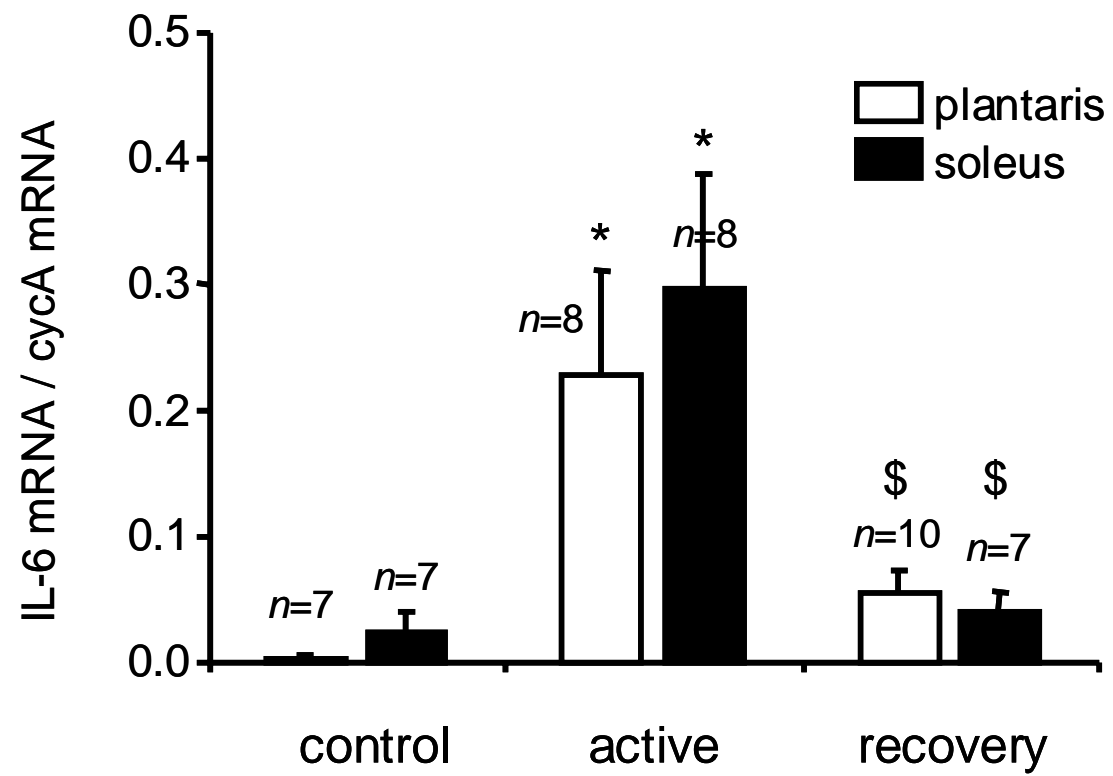 0.5
0.4
0.3
0.2
0.1
0.0
IL-6 mRNA / cycA mRNA
plantaris
soleus
*
*
n=8
n=8
$ $
n=10
n=7
n=7
n=7
control active recovery